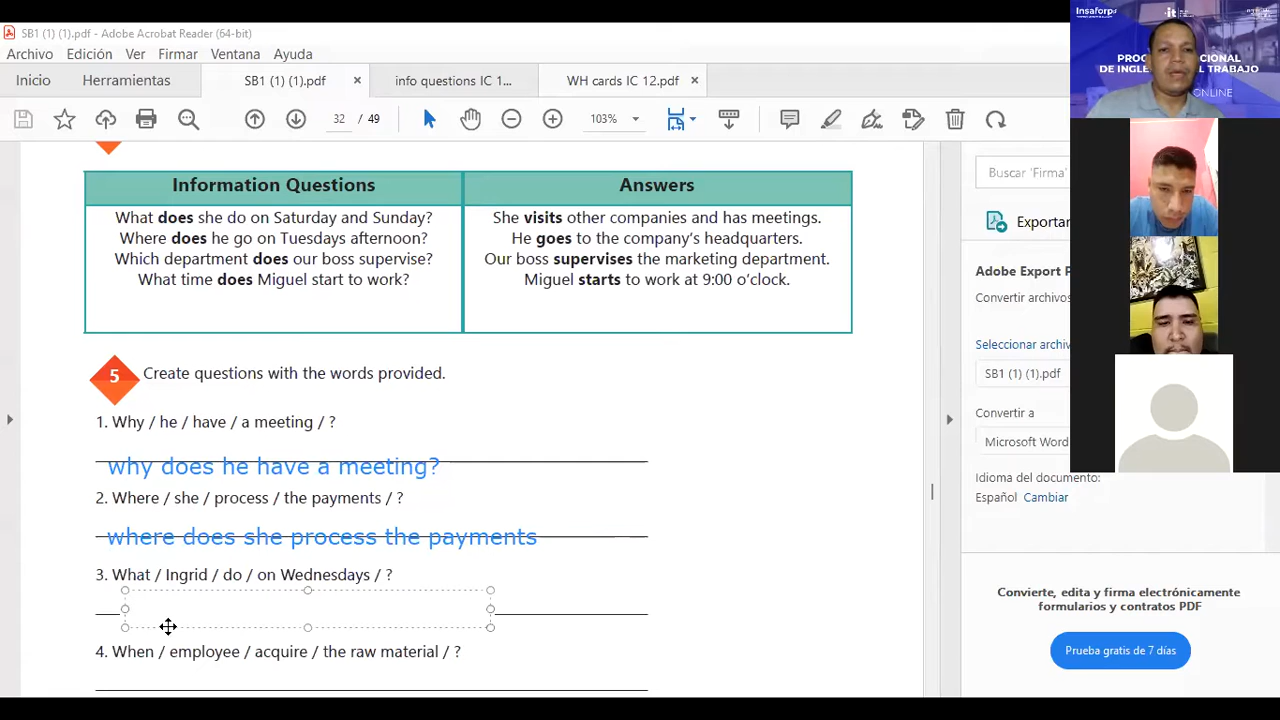 SB1 (1) (1).pdf - Adobe Acrobat Reader (64-bit)
Archivo Edición Ver Firmar Ventana Ayuda
Inicio Herramientas SB1 (1) (1).pdf × info questions IC 1... WH cards IC 12.pdf ×
32 / 49 103%
Insaforp
it
DE INGL
TRABAJO
ONLINE
Information Questions Answers
What does she do on Saturday and Sunday? She visits other companies and has meetings.
Where does he go on Tuesdays afternoon? He goes to the company's headquarters.
Which department does our boss supervise? Our boss supervises the marketing department.
What time does Miguel start to work? Miguel starts to work at 9:00 o'clock.
5 Create questions with the words provided.
1. Why / he / have / a meeting / ?
why does he have a meeting?
2. Where / she / process / the payments / ?
where does she process the payments
3. What / Ingrid / do / on Wednesdays / ?
4. When / employee / acquire / the raw material / ?
Buscar 'Firma'
Exportar
Adobe Export P
Convertir archivos
Seleccionar archiv
SB1 (1) (1).pdf
Convertir a
Microsoft Word
Idioma del documento:
Español Cambiar
Convierte, edita y firma electrónicamente
formularios y contratos PDF
Prueba gratis de 7 días